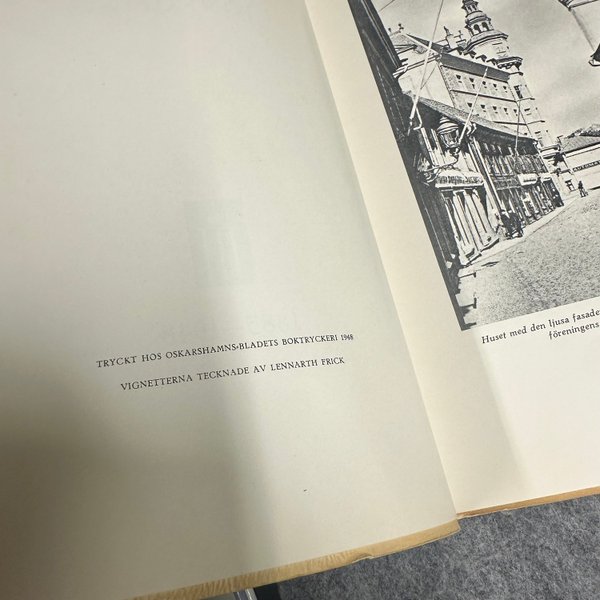 TRYCKT HOS OSKARSHAMNS-BLADETS BOKTRYCKERI 1948
VIGNETTERNA TECKNADE AV LENNARTH FRICK
Huset med den ljusa fasade
föreningens